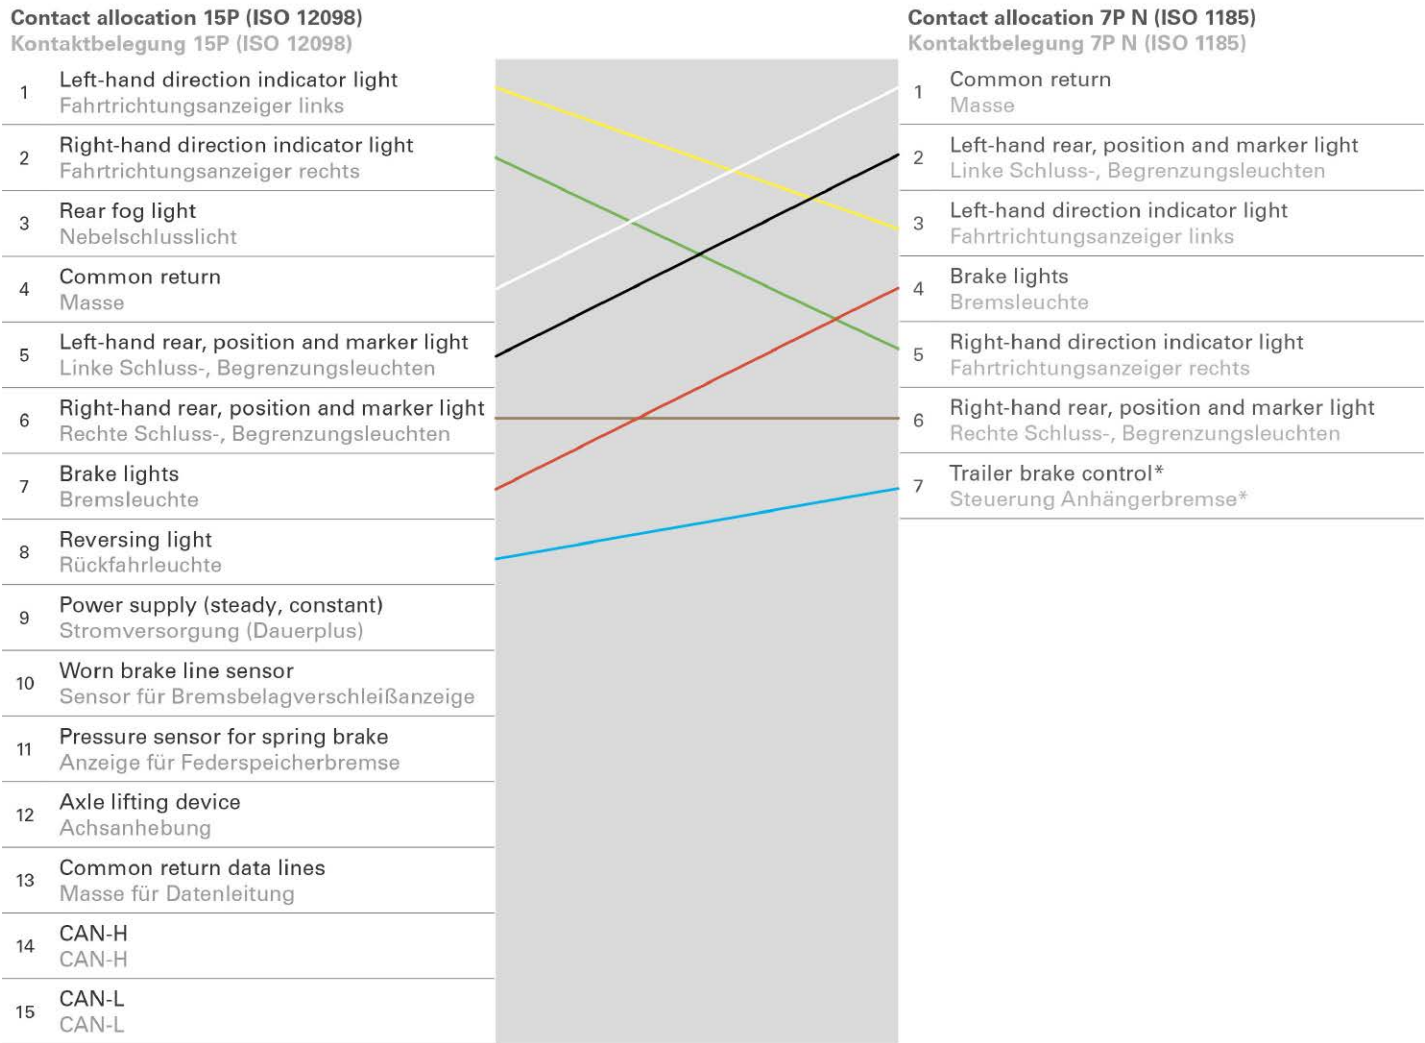 Contact allocation 15P (ISO 12098)
Kontaktbelegung 15P (ISO 12098)
1 Left-hand direction indicator light
Fahrtrichtungsanzeiger links
2 Right-hand direction indicator light
Fahrtrichtungsanzeiger rechts
3 Rear fog light
Nebelschlusslicht
4 Common return
Masse
5 Left-hand rear, position and marker light
Linke Schluss-, Begrenzungsleuchten
6 Right-hand rear, position and marker light
Rechte Schluss-, Begrenzungsleuchten
7 Brake lights
Bremsleuchte
8 Reversing light
Rückfahrleuchte
9 Power supply (steady, constant)
Stromversorgung (Dauerplus)
10 Worn brake line sensor
Sensor für Bremsbelagverschleißanzeige
11 Pressure sensor for spring brake
Anzeige für Federspeicherbremse
12 Axle lifting device
Achsanhebung
13 Common return data lines
Masse für Datenleitung
14 CAN-H
CAN-H
15 CAN-L
CAN-L
Contact allocation 7P N (ISO 1185)
Kontaktbelegung 7P N (ISO 1185)
1 Common return
Masse
2 Left-hand rear, position and marker light
Linke Schluss-, Begrenzungsleuchten
3 Left-hand direction indicator light
Fahrtrichtungsanzeiger links
4 Brake lights
Bremsleuchte
5 Right-hand direction indicator light
Fahrtrichtungsanzeiger rechts
6 Right-hand rear, position and marker light
Rechte Schluss-, Begrenzungsleuchten
7 Trailer brake control*
Steuerung Anhängerbremse*